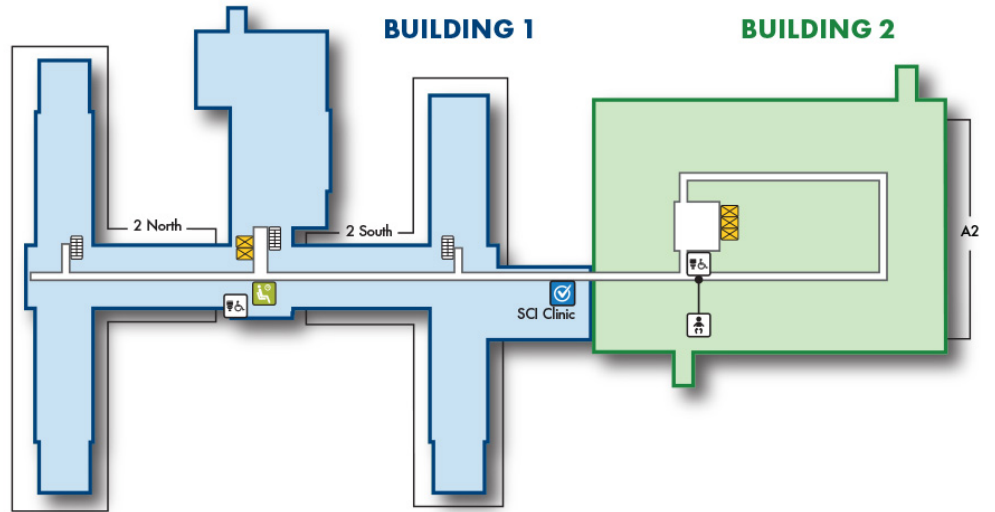 BUILDING 1
BUILDING 2
2 North
2 South
A2
SCI Clinic